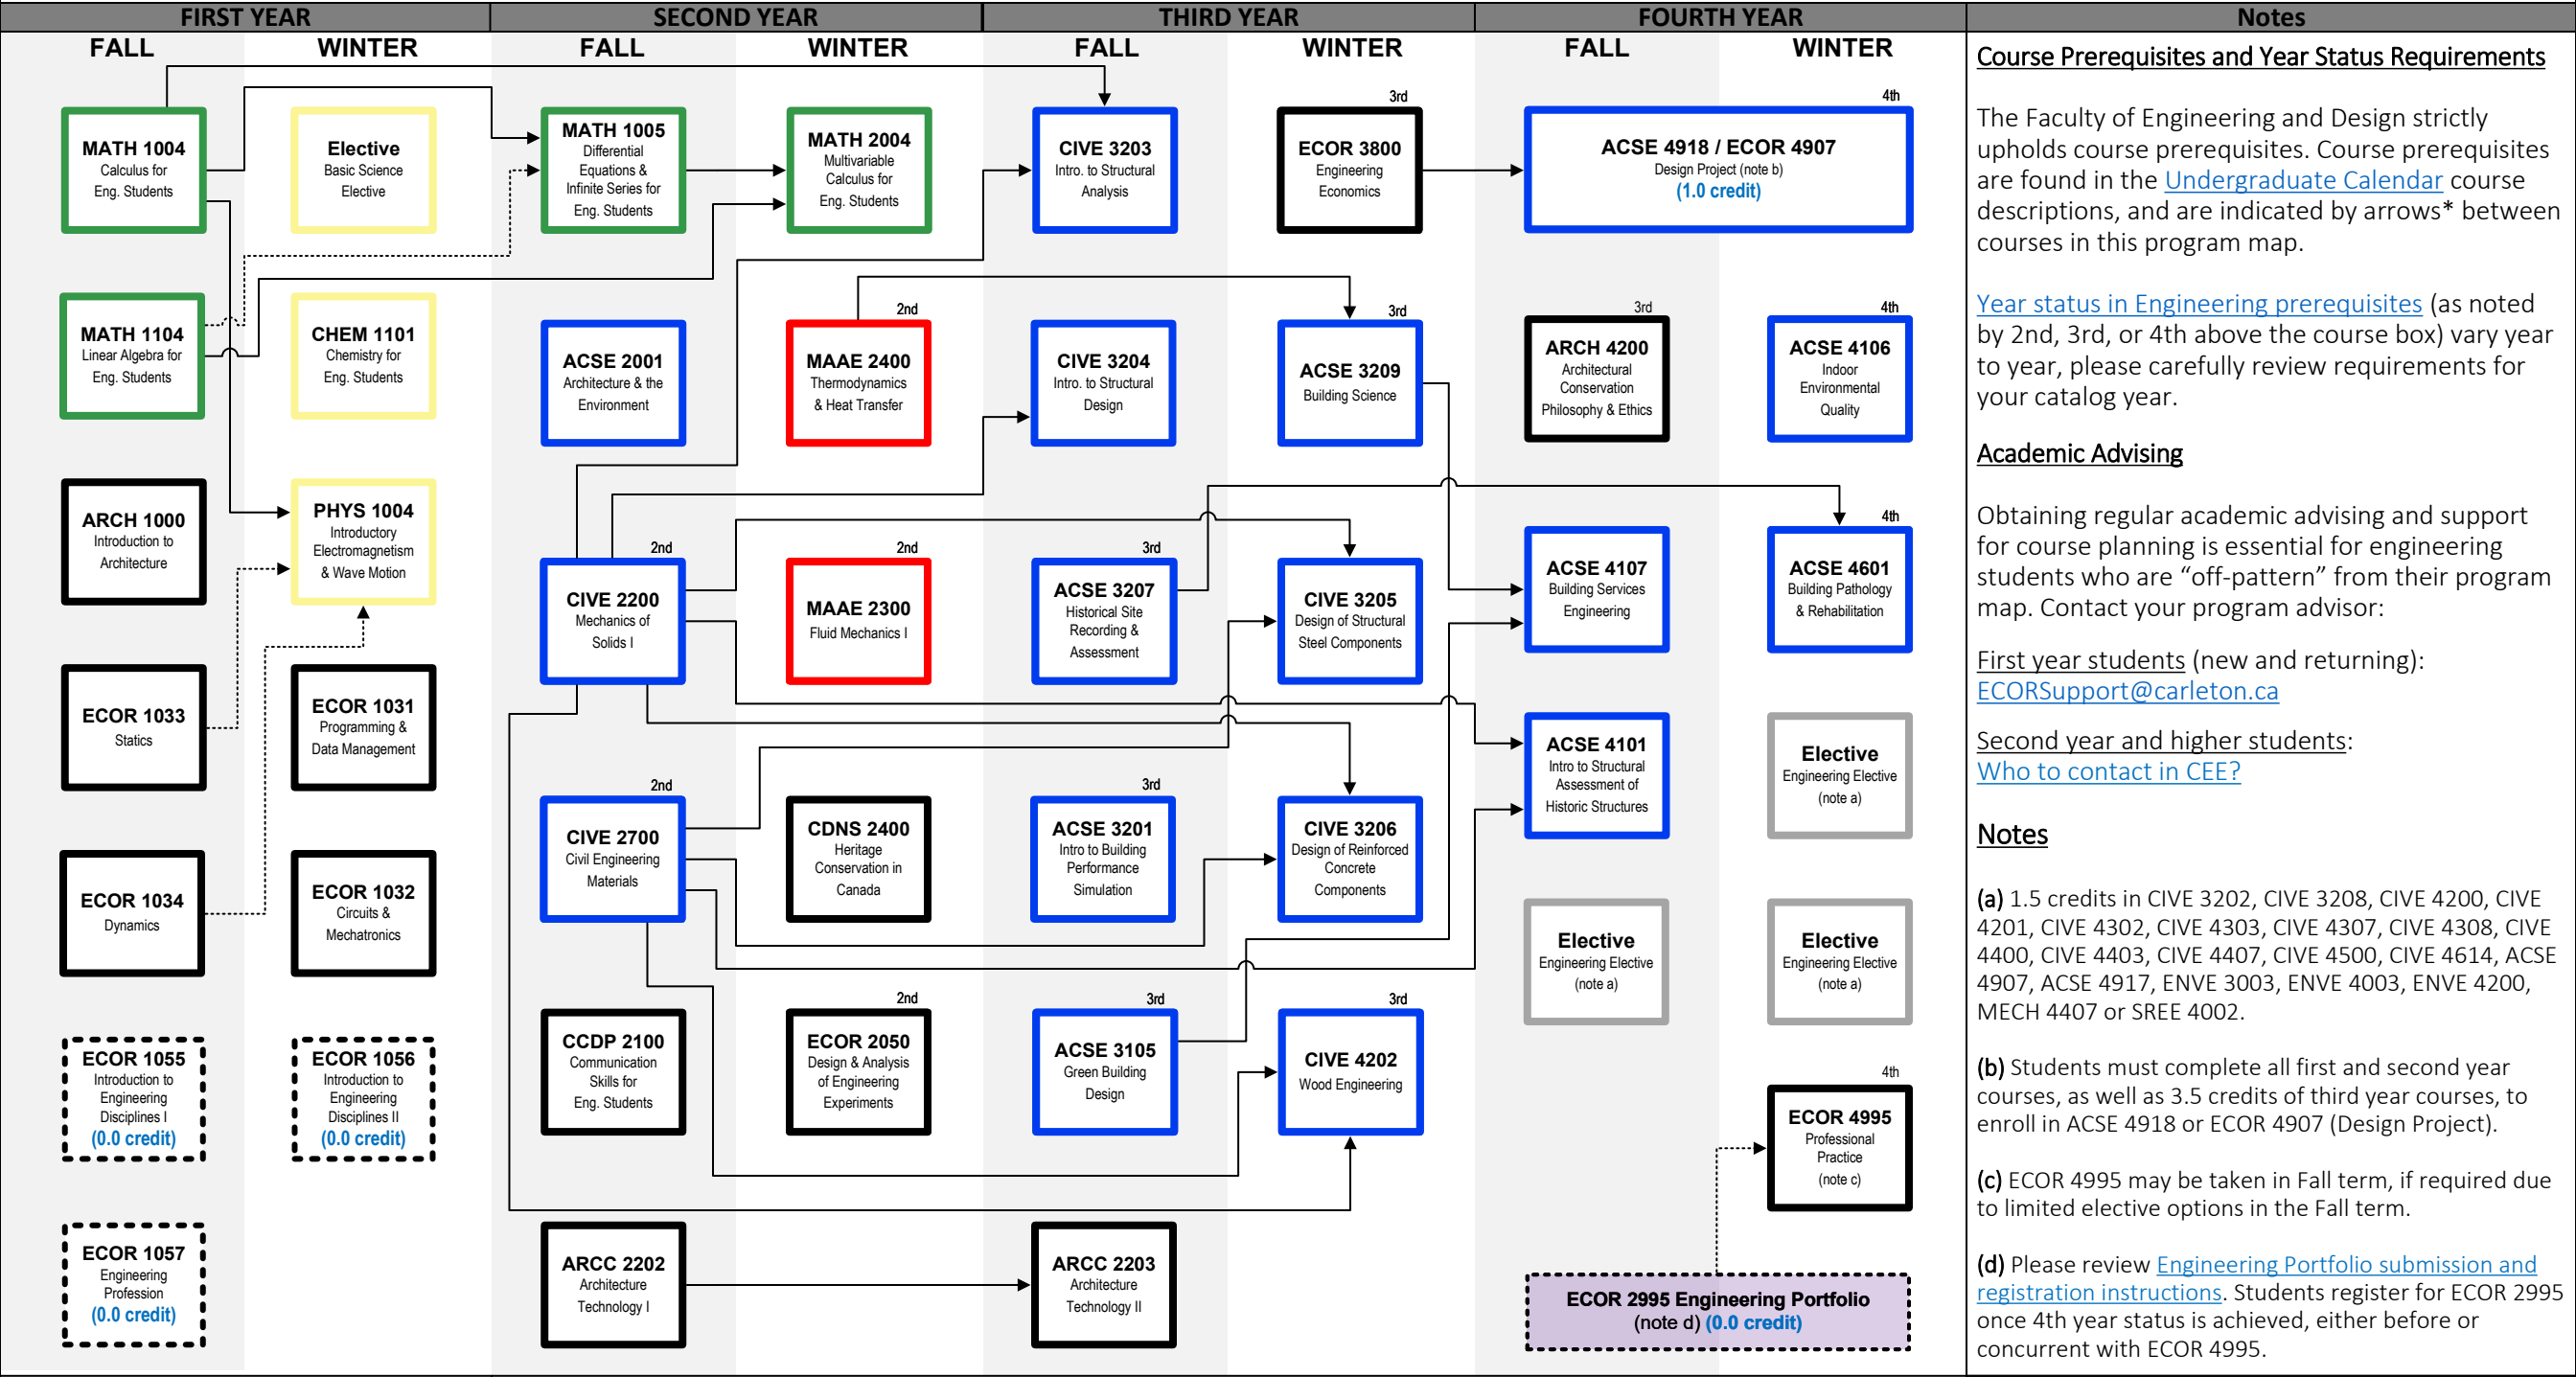 FIRST YEAR
SECOND YEAR
THIRD YEAR
FOURTH YEAR
Notes
FALL
WINTER
FALL
WINTER
FALL
WINTER
FALL
WINTER
MATH 1004
Calculus for
Eng. Students
MATH 1104
Linear Algebra for
Eng. Students
ARCH 1000
Introduction to
Architecture
ECOR 1033
Statics
ECOR 1034
Dynamics
ECOR 1055
Introduction to
Engineering
Disciplines I
(0.0 credit)
ECOR 1057
Engineering
Profession
(0.0 credit)
Elective
Basic Science
Elective
CHEM 1101
Chemistry for
Eng. Students
PHYS 1004
Introductory
Electromagnetism
& Wave Motion
ECOR 1031
Programming &
Data Management
ECOR 1032
Circuits &
Mechatronics
ECOR 1056
Introduction to
Engineering
Disciplines II
(0.0 credit)
MATH 1005
Differential
Equations &
Infinite Series for
Eng. Students
ACSE 2001
Architecture & the
Environment
2nd
CIVE 2200
Mechanics of
Solids I
2nd
CIVE 2700
Civil Engineering
Materials
CCDP 2100
Communication
Skills for
Eng. Students
ARCC 2202
Architecture
Technology I
MATH 2004
Multivariable
Calculus for
Eng. Students
2nd
MAAE 2400
Thermodynamics
& Heat Transfer
2nd
MAAE 2300
Fluid Mechanics I
CDNS 2400
Heritage
Conservation in
Canada
2nd
ECOR 2050
Design & Analysis
of Engineering
Experiments
CIVE 3203
Intro. to Structural
Analysis
CIVE 3204
Intro. to Structural
Design
3rd
ACSE 3207
Historical Site
Recording &
Assessment
3rd
ACSE 3201
Intro to Building
Performance
Simulation
3rd
ACSE 3105
Green Building
Design
ARCC 2203
Architecture
Technology II
3rd
ECOR 3800
Engineering
Economics
3rd
ACSE 3209
Building Science
CIVE 3205
Design of Structural
Steel Components
CIVE 3206
Design of Reinforced
Concrete
Components
3rd
CIVE 4202
Wood Engineering
4th
ACSE 4918 / ECOR 4907
Design Project (note b)
(1.0 credit)
3rd
ARCH 4200
Architectural
Conservation
Philosophy & Ethics
ACSE 4107
Building Services
Engineering
ACSE 4101
Intro to Structural
Assessment of
Historic Structures
Elective
Engineering Elective
(note a)
4th
ACSE 4106
Indoor
Environmental
Quality
4th
ACSE 4601
Building Pathology
& Rehabilitation
Elective
Engineering Elective
(note a)
Elective
Engineering Elective
(note a)
4th
ECOR 4995
Professional
Practice
(note c)
ECOR 2995 Engineering Portfolio
(note d) (0.0 credit)
Course Prerequisites and Year Status Requirements
The Faculty of Engineering and Design strictly
upholds course prerequisites. Course prerequisites
are found in the Undergraduate Calendar course
descriptions, and are indicated by arrows* between
courses in this program map.
Year status in Engineering prerequisites (as noted
by 2nd, 3rd, or 4th above the course box) vary year
to year, please carefully review requirements for
your catalog year.
Academic Advising
Obtaining regular academic advising and support
for course planning is essential for engineering
students who are “off-pattern” from their program
map. Contact your program advisor:
First year students (new and returning):
ECORSupport@carleton.ca
Second year and higher students:
Who to contact in CEE?
Notes
(a) 1.5 credits in CIVE 3202, CIVE 3208, CIVE 4200, CIVE
4201, CIVE 4302, CIVE 4303, CIVE 4307, CIVE 4308, CIVE
4400, CIVE 4403, CIVE 4407, CIVE 4500, CIVE 4614, ACSE
4907, ACSE 4917, ENVE 3003, ENVE 4003, ENVE 4200,
MECH 4407 or SREE 4002.
(b) Students must complete all first and second year
courses, as well as 3.5 credits of third year courses, to
enroll in ACSE 4918 or ECOR 4907 (Design Project).
(c) ECOR 4995 may be taken in Fall term, if required due
to limited elective options in the Fall term.
(d) Please review Engineering Portfolio submission and
registration instructions. Students register for ECOR 2995
once 4th year status is achieved, either before or
concurrent with ECOR 4995.